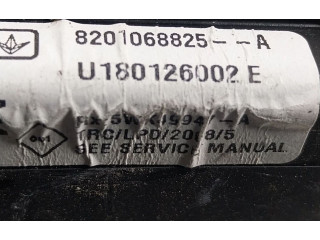 8201068825--A
U180126002 E
TRC/LPD/2008/5
SEE SERVICE MANUAL